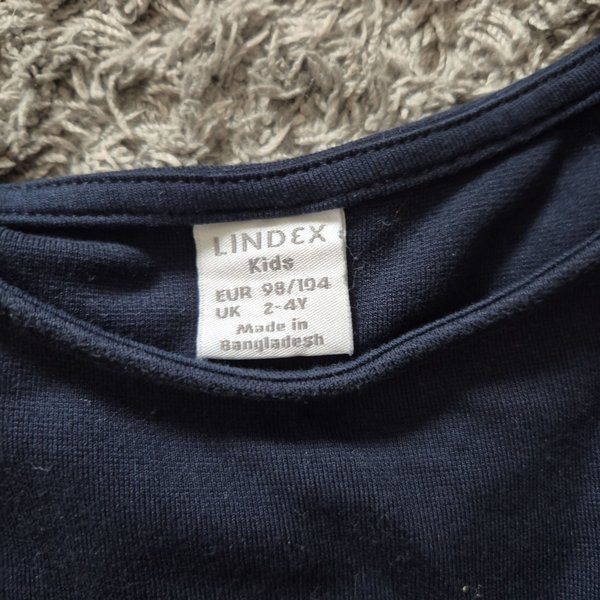 LINDEX
Kids
EUR 98/104
UK 2-4Y
Made in
Bangladesh